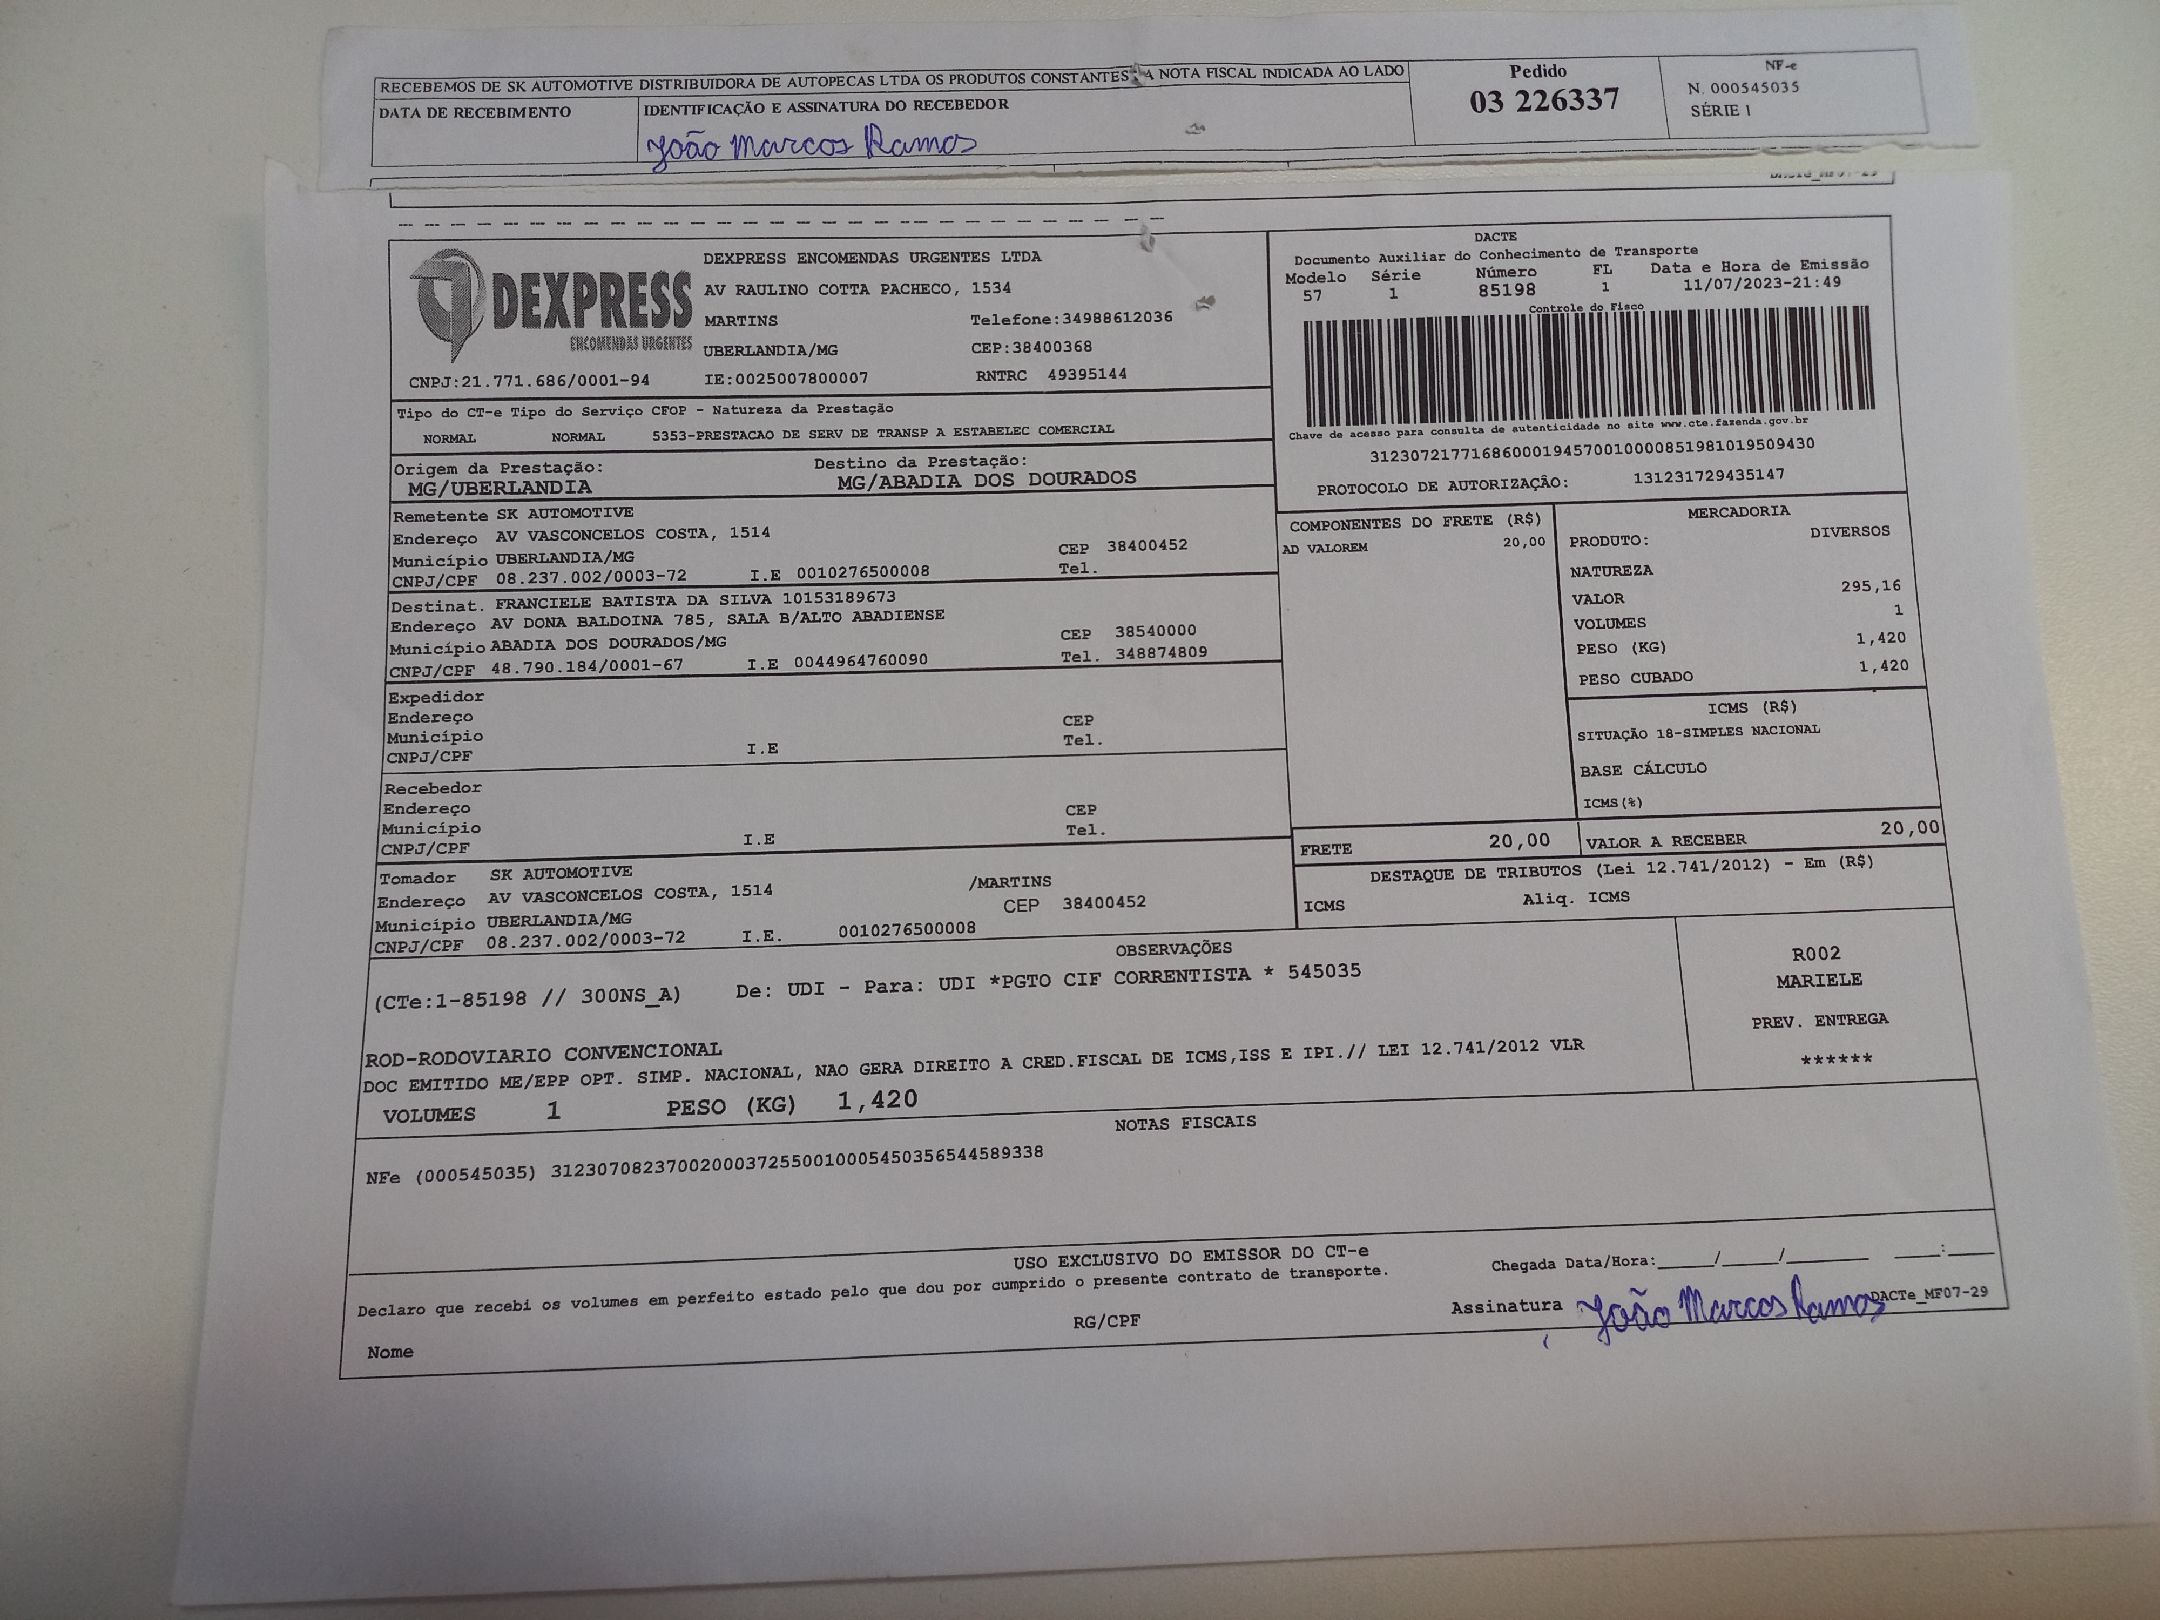 RECEBEMOS DE SK AUTOMOTIVE DISTRIBUIDORA DE AUTOPECAS LTDA OS PRODUTOS CONSTANTES A NOTA FISCAL INDICADA AO LADO
DATA DE RECEBIMENTO
IDENTIFICAÇÃO E ASSINATURA DO RECEBEDOR
João Marcos Ramos
Pedido
03 226337
NF-e
N. 000545035
SÉRIE 1
DEXPRESS
ENCOMENDAS URGENTES
CNPJ:21.771.686/0001-94
DEXPRESS ENCOMENDAS URGENTES LTDA
AV RAULINO COTTA PACHECO, 1534
MARTINS Telefone:34988612036
UBERLANDIA/MG CEP:38400368
IE:0025007800007 RNTRC 49395144
DACTE
Documento Auxiliar do Conhecimento de Transporte
Modelo Série Número FL Data e Hora de Emissão
57 1 85198 1 11/07/2023-21:49
Controle do Fisco
Chave de acesso para consulta de autenticidade no site www.cte.fazenda.gov.br
31230721771686000194570010000851981019509430
PROTOCOLO DE AUTORIZAÇÃO: 131231729435147
Tipo do CT-e Tipo do Serviço CFOP - Natureza da Prestação
NORMAL NORMAL 5353-PRESTACAO DE SERV DE TRANSP A ESTABELEC COMERCIAL
Origem da Prestação: Destino da Prestação:
MG/UBERLANDIA MG/ABADIA DOS DOURADOS
Remetente SK AUTOMOTIVE
Endereço AV VASCONCELOS COSTA, 1514
Município UBERLANDIA/MG CEP 38400452
CNPJ/CPF 08.237.002/0003-72 I.E 0010276500008 Tel.
Destinat. FRANCIELE BATISTA DA SILVA 10153189673
Endereço AV DONA BALDOINA 785, SALA B/ALTO ABADIENSE
Município ABADIA DOS DOURADOS/MG CEP 38540000
CNPJ/CPF 48.790.184/0001-67 I.E 0044964760090 Tel. 348874809
Expedidor
Endereço
Município CEP
CNPJ/CPF I.E Tel.
Recebedor
Endereço
Município CEP
CNPJ/CPF I.E Tel.
Tomador SK AUTOMOTIVE
Endereço AV VASCONCELOS COSTA, 1514 /MARTINS
Município UBERLANDIA/MG CEP 38400452
CNPJ/CPF 08.237.002/0003-72 I.E. 0010276500008
COMPONENTES DO FRETE (R$)
AD VALOREM 20,00
MERCADORIA
PRODUTO: DIVERSOS
NATUREZA
VALOR 295,16
VOLUMES 1
PESO (KG) 1,420
PESO CUBADO 1,420
ICMS (R$)
SITUAÇÃO 18-SIMPLES NACIONAL
BASE CÁLCULO
ICMS(%)
FRETE 20,00 VALOR A RECEBER 20,00
DESTAQUE DE TRIBUTOS (Lei 12.741/2012) - Em (R$)
ICMS Aliq. ICMS
OBSERVAÇÕES
(CTe:1-85198 // 300NS_A) De: UDI - Para: UDI *PGTO CIF CORRENTISTA * 545035
ROD-RODOVIARIO CONVENCIONAL
DOC EMITIDO ME/EPP OPT. SIMP. NACIONAL, NAO GERA DIREITO A CRED.FISCAL DE ICMS,ISS E IPI.// LEI 12.741/2012 VLR
VOLUMES 1 PESO (KG) 1,420
R002
MARIELE
PREV. ENTREGA
******
NOTAS FISCAIS
NFe (000545035) 31230708237002000372550010005450356544589338
USO EXCLUSIVO DO EMISSOR DO CT-e
Declaro que recebi os volumes em perfeito estado pelo que dou por cumprido o presente contrato de transporte.
Chegada Data/Hora:_____/_____/_______ ____:____
Nome RG/CPF Assinatura João Marcos Ramos
DACTe_MF07-29